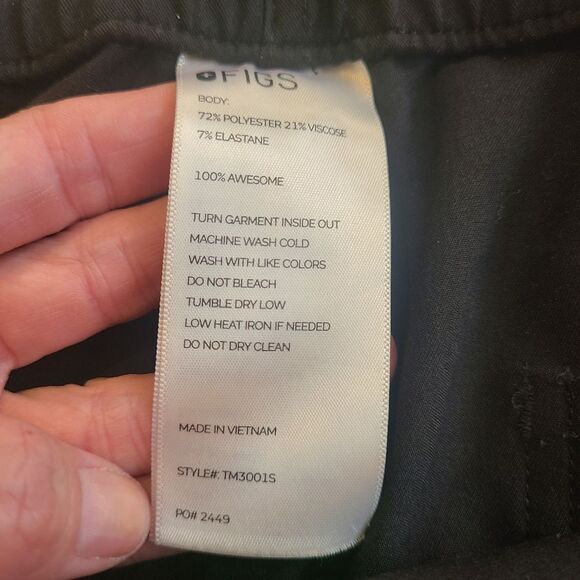 FIGS
BODY:
72% POLYESTER 21% VISCOSE
7% ELASTANE
100% AWESOME
TURN GARMENT INSIDE OUT
MACHINE WASH COLD
WASH WITH LIKE COLORS
DO NOT BLEACH
TUMBLE DRY LOW
LOW HEAT IRON IF NEEDED
DO NOT DRY CLEAN
MADE IN VIETNAM
STYLE#: TM3001S
PO# 2449